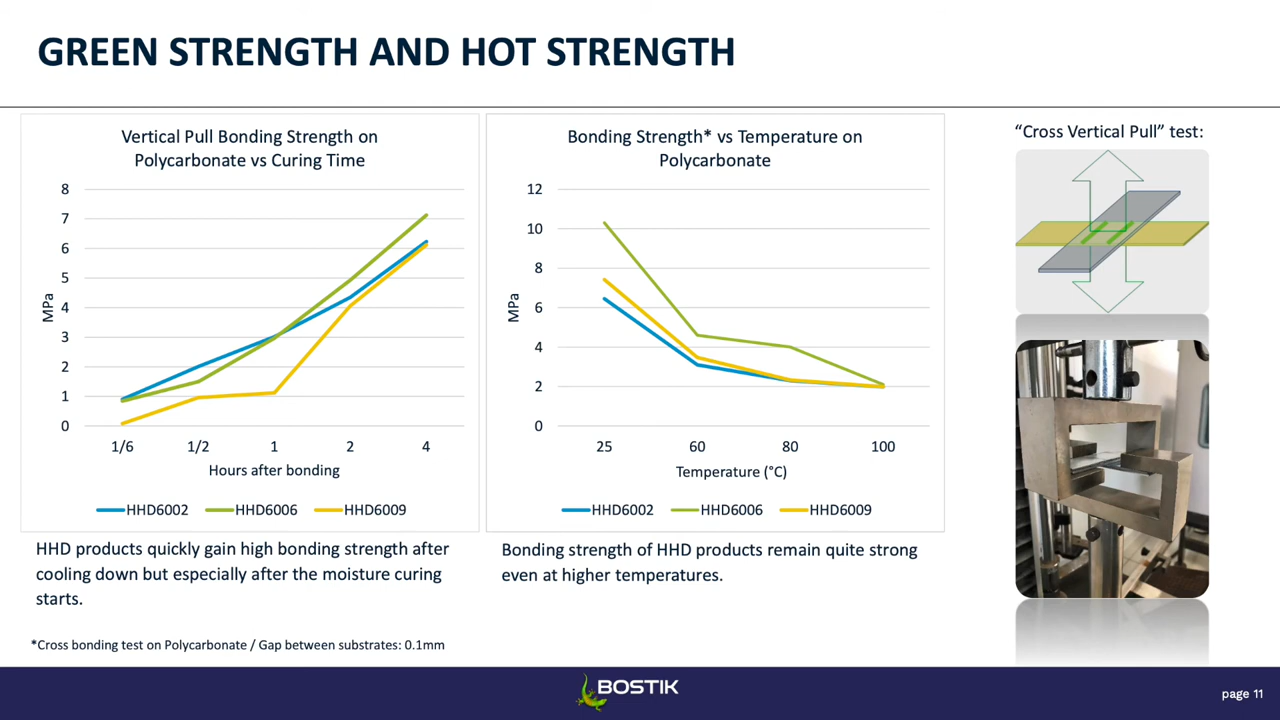 GREEN STRENGTH AND HOT STRENGTH
Vertical Pull Bonding Strength on
Polycarbonate vs Curing Time
8
7
6
5
4
3
2
1
0
MPa
1/6 1/2 1 2 4
Hours after bonding
HHD6002 HHD6006 HHD6009
HHD products quickly gain high bonding strength after
cooling down but especially after the moisture curing
starts.
Bonding Strength* vs Temperature on
Polycarbonate
12
10
8
6
4
2
0
MPa
25 60 80 100
Temperature (°C)
HHD6002 HHD6006 HHD6009
Bonding strength of HHD products remain quite strong
even at higher temperatures.
“Cross Vertical Pull” test:
*Cross bonding test on Polycarbonate / Gap between substrates: 0.1mm
BOSTIK
page 11